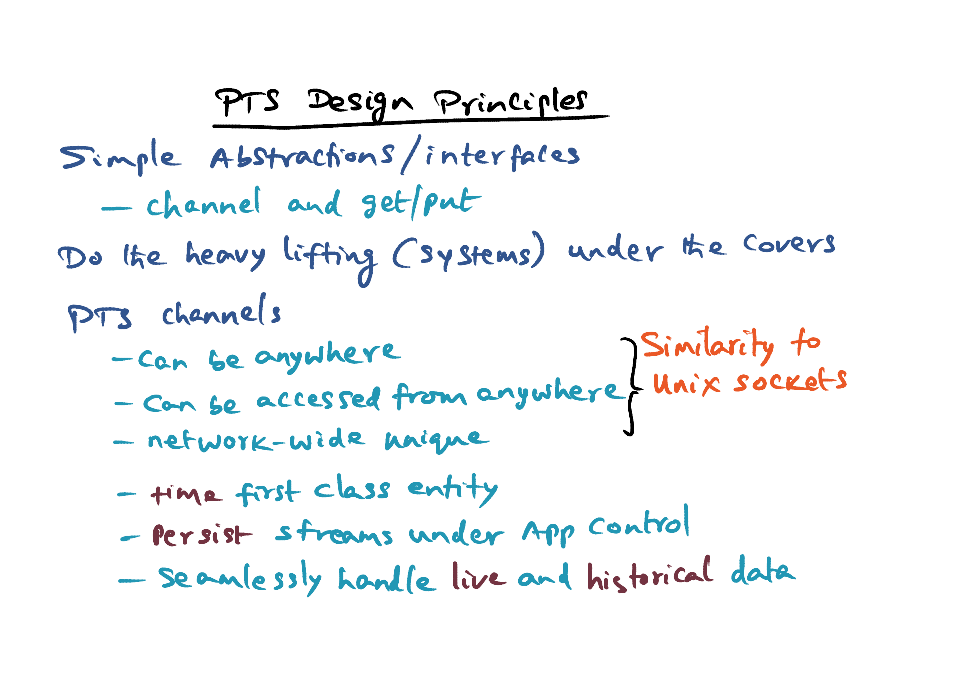 PTS Design Principles
Simple Abstractions/interfaces
– channel and get/put
Do the heavy lifting (systems) under the covers
PTS channels
– can be anywhere
– can be accessed from anywhere
– network-wide unique
Similarity to
Unix sockets
– time first class entity
– Persist streams under App control
– seamlessly handle live and historical data